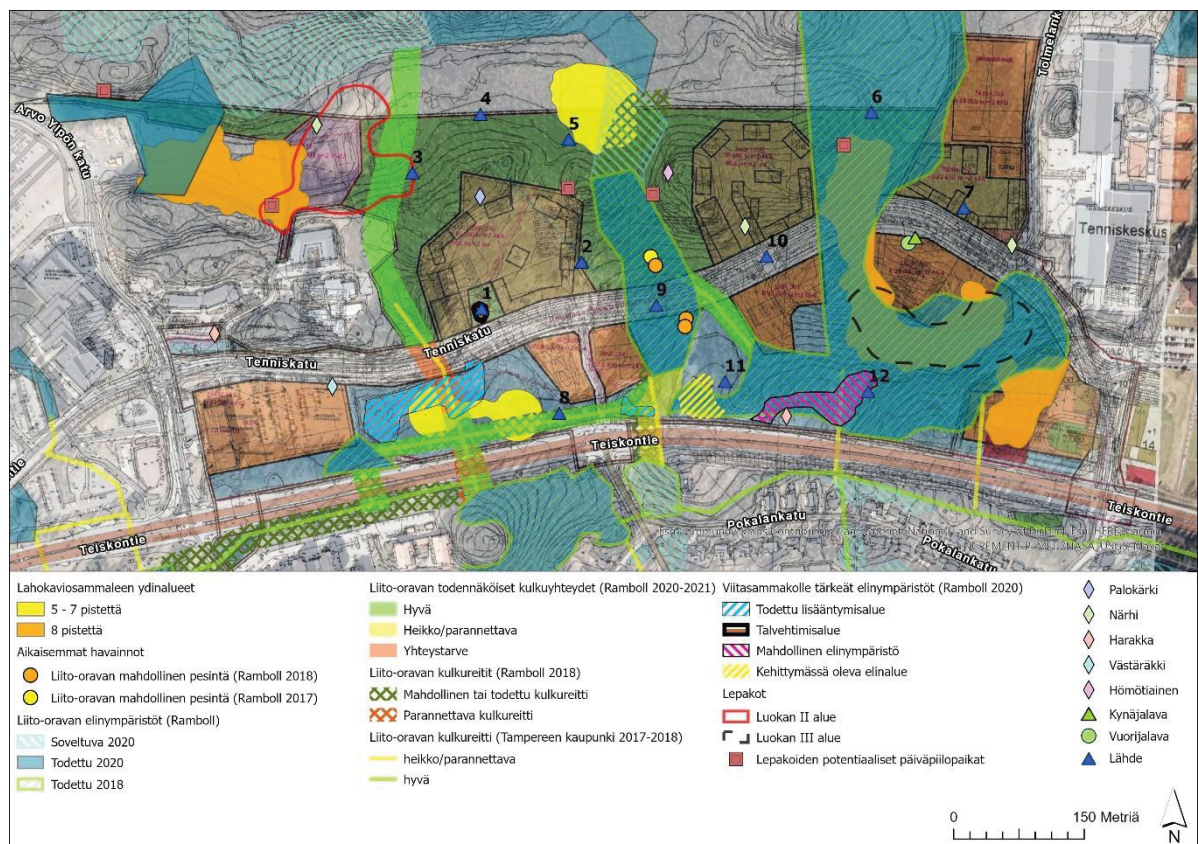 Arvo Ylpön katu
4
5
6
3
7
2
10
1
9
11
12
8
Tenniskeskus
Tenniskatu
Tenniskatu
Teiskontie
Teiskontie
Teiskontie
Pokalankatu
Pokalankatu
Lahokaviosammaleen ydinalueet
5 - 7 pistettä
8 pistettä
Aikaisemmat havainnot
Liito-oravan mahdollinen pesintä (Ramboll 2018)
Liito-oravan mahdollinen pesintä (Ramboll 2017)
Liito-oravan elinympäristöt (Ramboll)
Soveltuva 2020
Todettu 2020
Todettu 2018
Liito-oravan todennäköiset kulkuyhteydet (Ramboll 2020-2021)
Hyvä
Heikko/parannettava
Yhteystarve
Liito-oravan kulkureitit (Ramboll 2018)
Mahdollinen tai todettu kulkureitti
Parannettava kulkureitti
Liito-oravan kulkureitti (Tampereen kaupunki 2017-2018)
heikko/parannettava
hyvä
Viitasammakolle tärkeät elinympäristöt (Ramboll 2020)
Todettu lisääntymisalue
Talvehtimisalue
Mahdollinen elinympäristö
Kehittymässä oleva elinalue
Lepakot
Luokan II alue
Luokan III alue
Lepakoiden potentiaaliset päiväpiilopaikat
Palokärki
Närhi
Harakka
Västäräkki
Hömötiainen
Kynäjalava
Vuorijalava
Lähde
0 150 Metriä
N